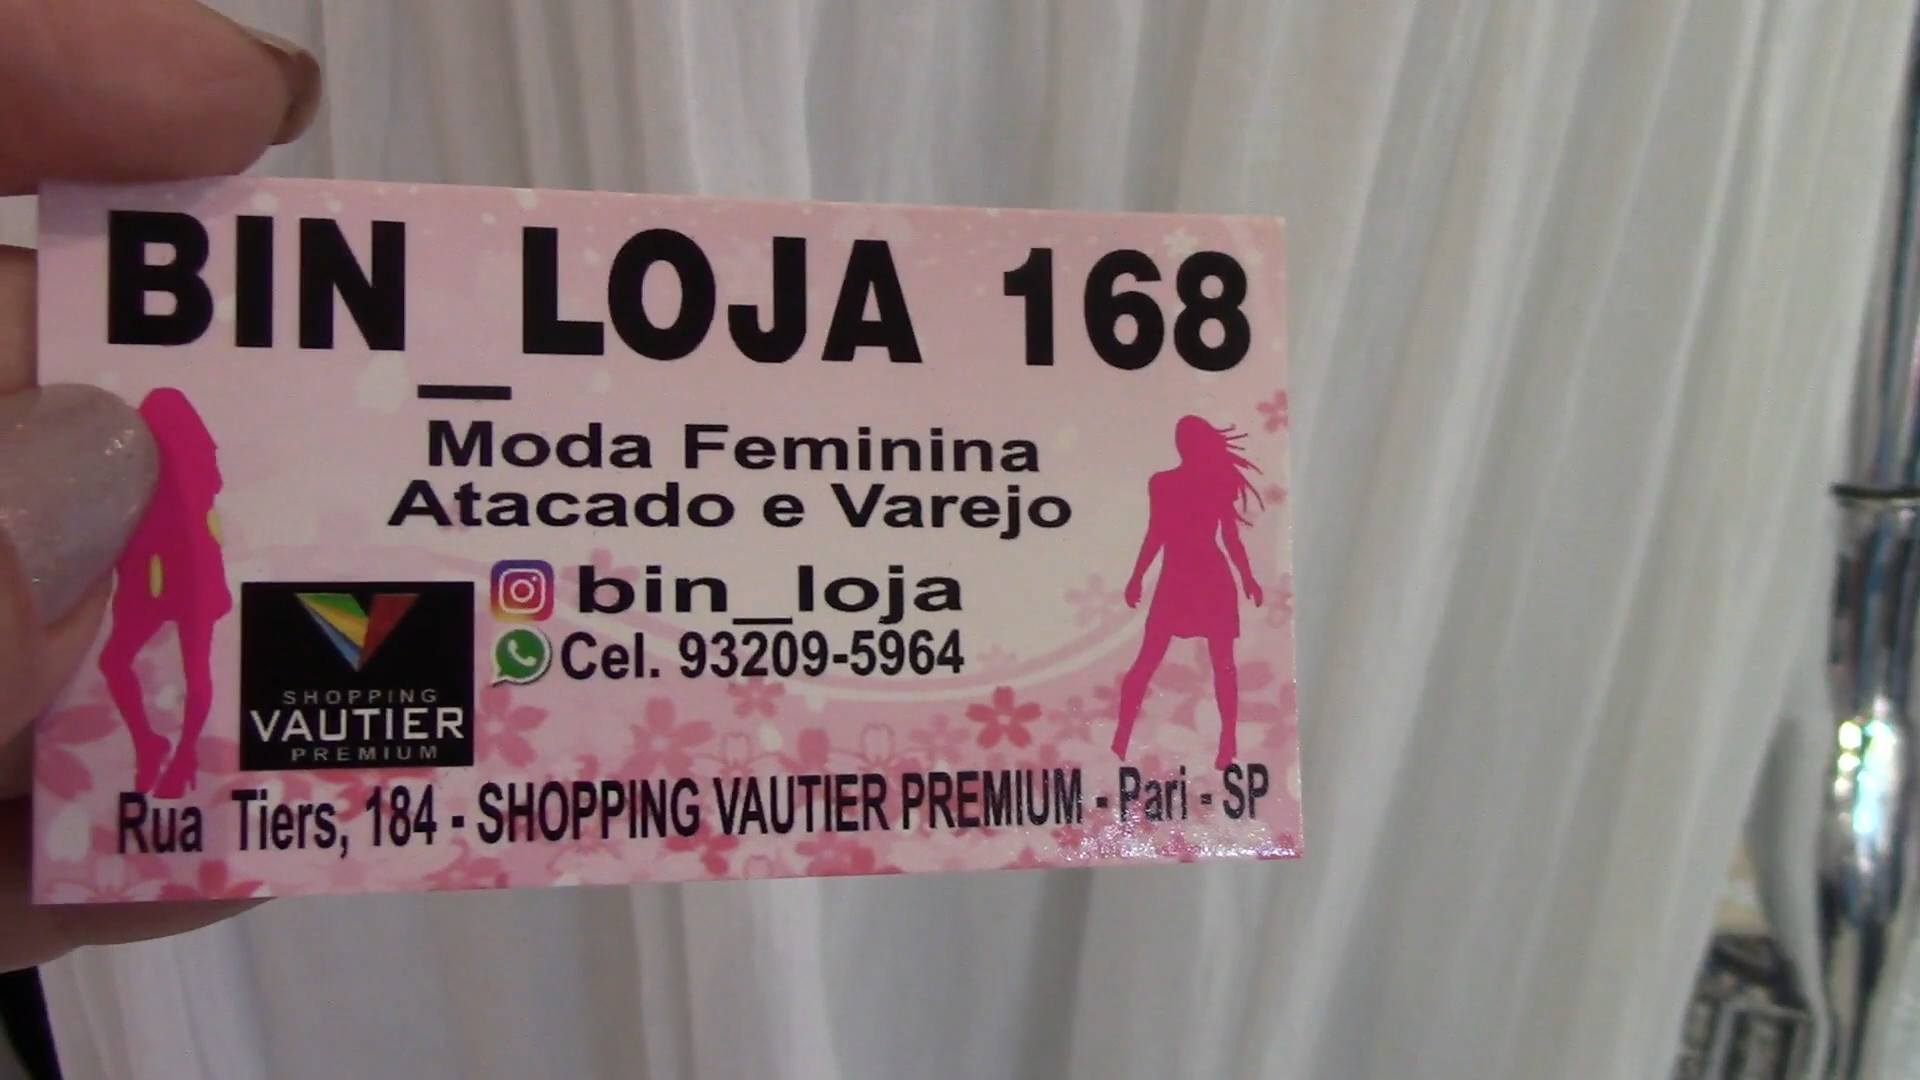 BIN_LOJA 168
Moda Feminina
Atacado e Varejo
bin_loja
Cel. 93209-5964
SHOPPING
VAUTIER
PREMIUM
Rua Tiers, 184 - SHOPPING VAUTIER PREMIUM - Pari - SP